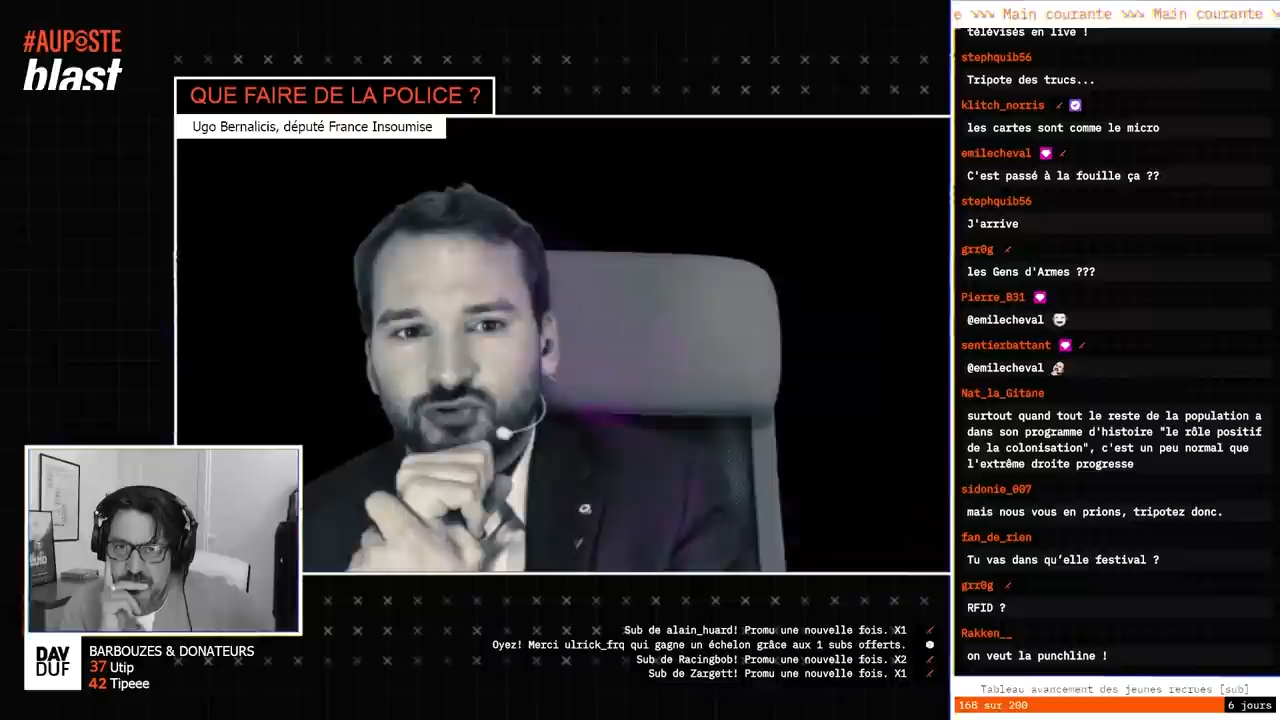 #AUPOSTE
blast
QUE FAIRE DE LA POLICE ?
Ugo Bernalicis, député France Insoumise
DAV
DUF
BARBOUZES & DONATEURS
37 Utip
42 Tipeee
Sub de alain_huard! Promu une nouvelle fois. X1
Oyez! Merci ulrick_frq qui gagne un échelon grâce aux 1 subs offerts.
Sub de Racingbob! Promu une nouvelle fois. X2
Sub de Zargett! Promu une nouvelle fois. X1
e >>> Main courante >>> Main courante
télévisés en live !
stephquib56
Tripote des trucs...
klitch_norris
les cartes sont comme le micro
emilecheval
C'est passé à la fouille ça ??
stephquib56
J'arrive
grr0g
les Gens d'Armes ???
Pierre_B31
@emilecheval
sentierbattant
@emilecheval
Nat_la_Gitane
surtout quand tout le reste de la population a
dans son programme d'histoire "le rôle positif
de la colonisation", c'est un peu normal que
l'extrême droite progresse
sidonie_007
mais nous vous en prions, tripotez donc.
fan_de_rien
Tu vas dans qu'elle festival ?
grr0g
RFID ?
Rakken__
on veut la punchline !
Tableau avancement des jeunes recrues [sub]
168 sur 200
6 jours